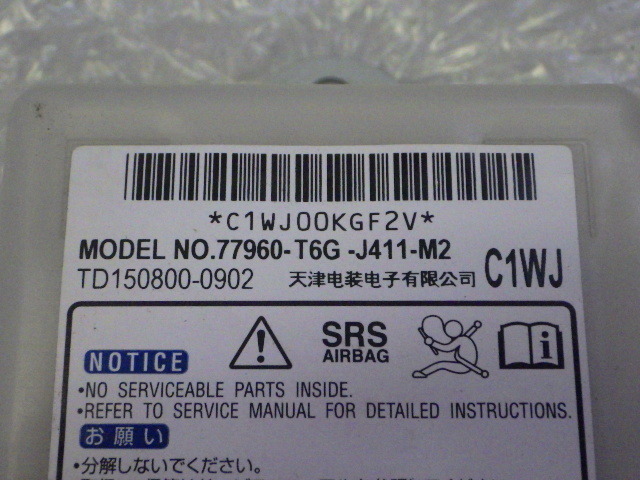 *C1WJ00KGF2V*
MODEL NO.77960-T6G-J411-M2
TD150800-0902 天津电装电子有限公司 C1WJ
SRS
AIRBAG
NOTICE
•NO SERVICEABLE PARTS INSIDE.
•REFER TO SERVICE MANUAL FOR DETAILED INSTRUCTIONS.
お願い
•分解しないでください。